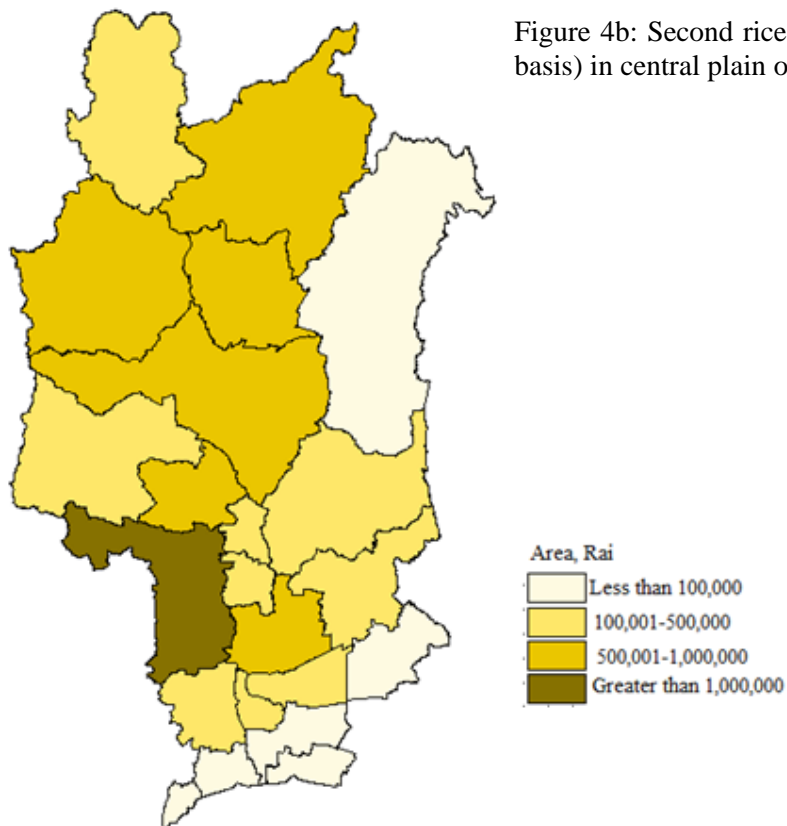 Figure 4b: Second rice
basis) in central plain o
Area, Rai
Less than 100,000
100,001-500,000
500,001-1,000,000
Greater than 1,000,000